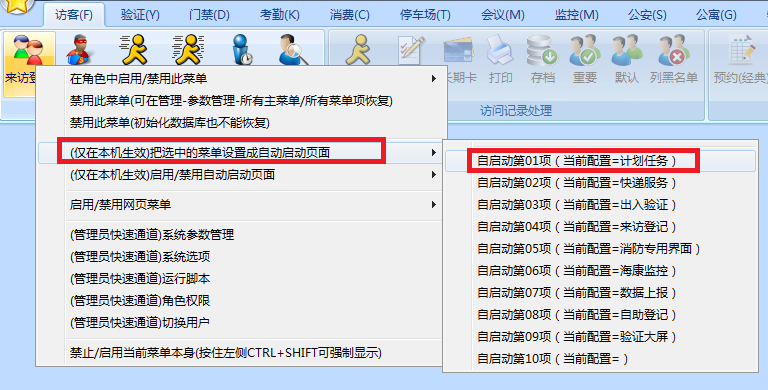 访客(F) 验证(Y) 门禁(D) 考勤(K) 消费(C) 停车场(T) 会议(M) 监控(M) 公安(S) 公寓(G)
来访登 长期卡 打印 存档 重要 默认 列黑名单 预约(经典)
访问记录处理
在角色中启用/禁用此菜单
禁用此菜单(可在管理-参数管理-所有主菜单/所有菜单项恢复)
禁用此菜单(初始化数据库也不能恢复)
(仅在本机生效)把选中的菜单设置成自动启动页面
(仅在本机生效)启用/禁用自动启动页面
启用/禁用网页菜单
(管理员快速通道)系统参数管理
(管理员快速通道)系统选项
(管理员快速通道)运行脚本
(管理员快速通道)角色权限
(管理员快速通道)切换用户
禁止/启用当前菜单本身(按住左侧CTRL+SHIFT可强制显示)
自启动第01项（当前配置=计划任务）
自启动第02项（当前配置=快递服务）
自启动第03项（当前配置=出入验证）
自启动第04项（当前配置=来访登记）
自启动第05项（当前配置=消防专用界面）
自启动第06项（当前配置=海康监控）
自启动第07项（当前配置=数据上报）
自启动第08项（当前配置=自助登记）
自启动第09项（当前配置=验证大屏）
自启动第10项（当前配置= ）